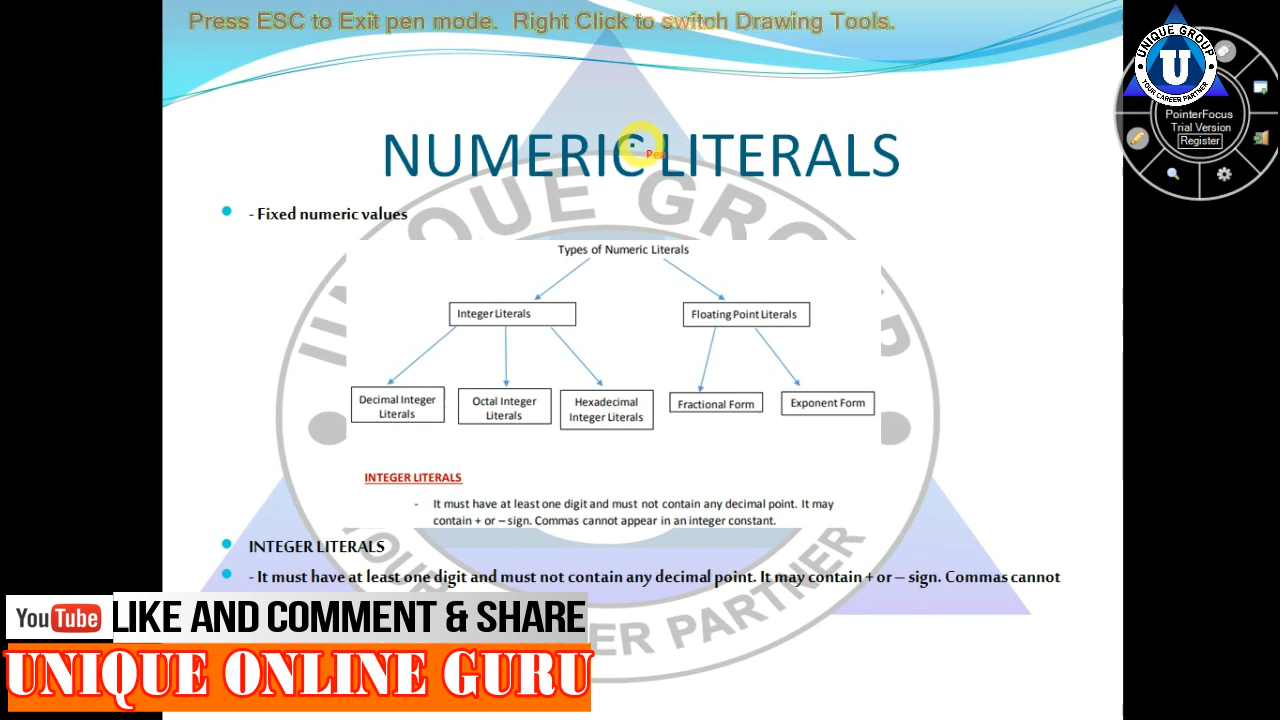 Press ESC to Exit pen mode. Right Click to switch Drawing Tools.
UNIQUE GROUP
U
YOUR CAREER PARTNER
PointerFocus
Trial Version
Register
NUMERIC LITERALS
Pen
- Fixed numeric values
UNIQUE GROUP
Types of Numeric Literals
Integer Literals
Floating Point Literals
Decimal Integer
Literals
Octal Integer
Literals
Hexadecimal
Integer Literals
Fractional Form
Exponent Form
INTEGER LITERALS
- It must have at least one digit and must not contain any decimal point. It may
contain + or – sign. Commas cannot appear in an integer constant.
INTEGER LITERALS
- It must have at least one digit and must not contain any decimal point. It may contain + or – sign. Commas cannot
PARTNER
YouTube LIKE AND COMMENT & SHARE
UNIQUE ONLINE GURU